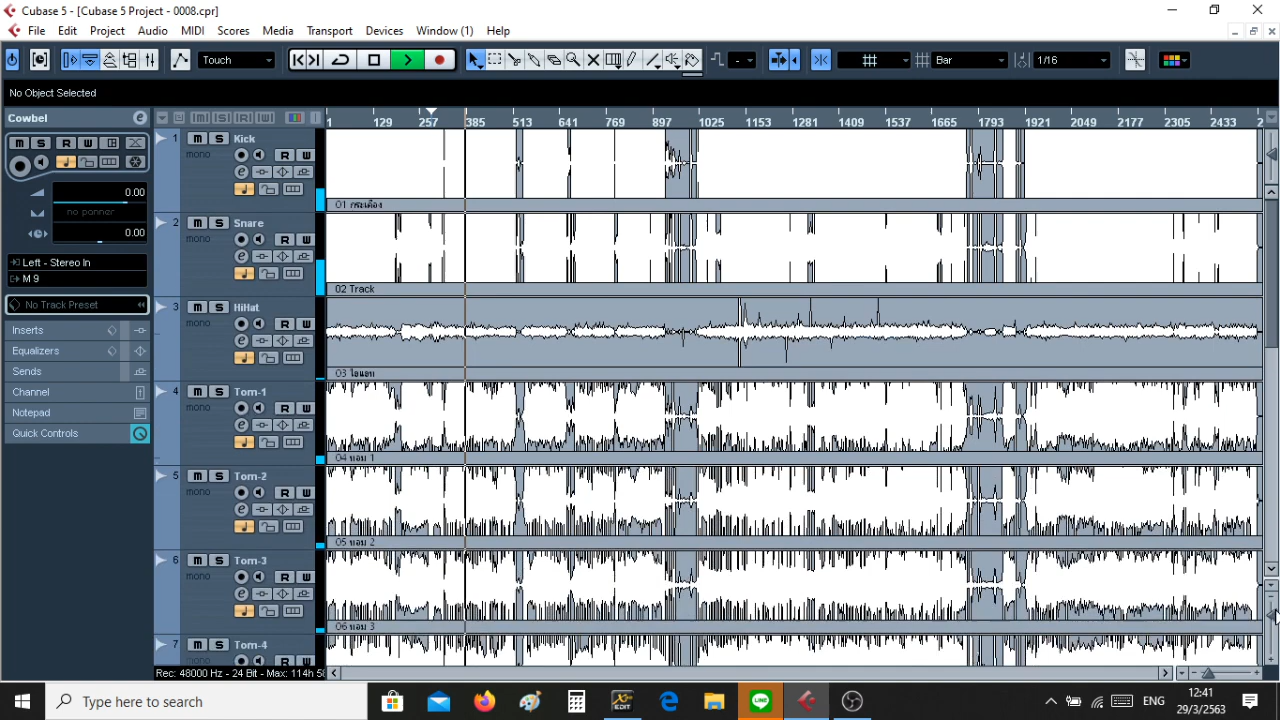 Cubase 5 - [Cubase 5 Project - 0008.cpr]
File Edit Project Audio MIDI Scores Media Transport Devices Window (1) Help
Touch - Bar 1/16
No Object Selected
Cowbel
M S R W
0.00
no panner
0.00
Left - Stereo In
M 9
No Track Preset
Inserts
Equalizers
Sends
Channel
Notepad
Quick Controls
1 129 257 385 513 641 769 897 1025 1153 1281 1409 1537 1665 1793 1921 2049 2177 2305 2433 2
1 M S Kick
mono R W
01 กระเดื่อง
2 M S Snare
mono R W
02 Track
3 M S HiHat
mono R W
03 ไฮแฮท
4 M S Tom-1
mono R W
04 ทอม 1
5 M S Tom-2
mono R W
05 ทอม 2
6 M S Tom-3
mono R W
06 ทอม 3
7 M S Tom-4
mono R W
Rec: 48000 Hz - 24 Bit - Max: 114h 5
Type here to search
EDIT
LINE
ENG
12:41
29/3/2563